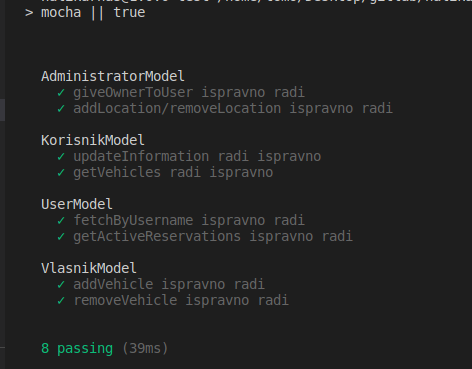 > mocha || true
AdministratorModel
✓ giveOwnerToUser ispravno radi
✓ addLocation/removeLocation ispravno radi
KorisnikModel
✓ updateInformation radi ispravno
✓ getVehicles radi ispravno
UserModel
✓ fetchByUsername ispravno radi
✓ getActiveReservations ispravno radi
VlasnikModel
✓ addVehicle ispravno radi
✓ removeVehicle ispravno radi
8 passing (39ms)